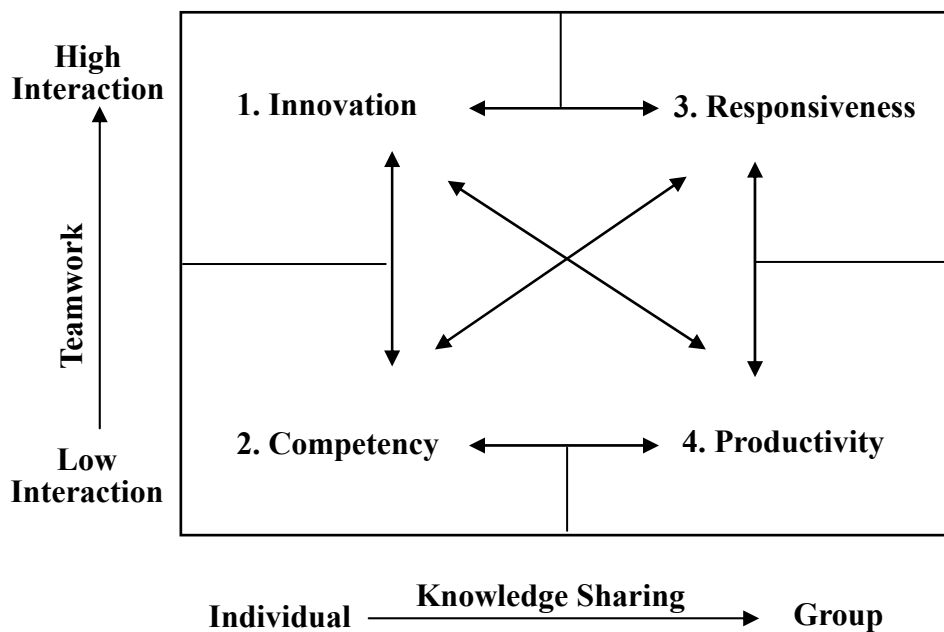 High
Interaction
1. Innovation
3. Responsiveness
Teamwork
2. Competency
4. Productivity
Low
Interaction
Knowledge Sharing
Individual
Group